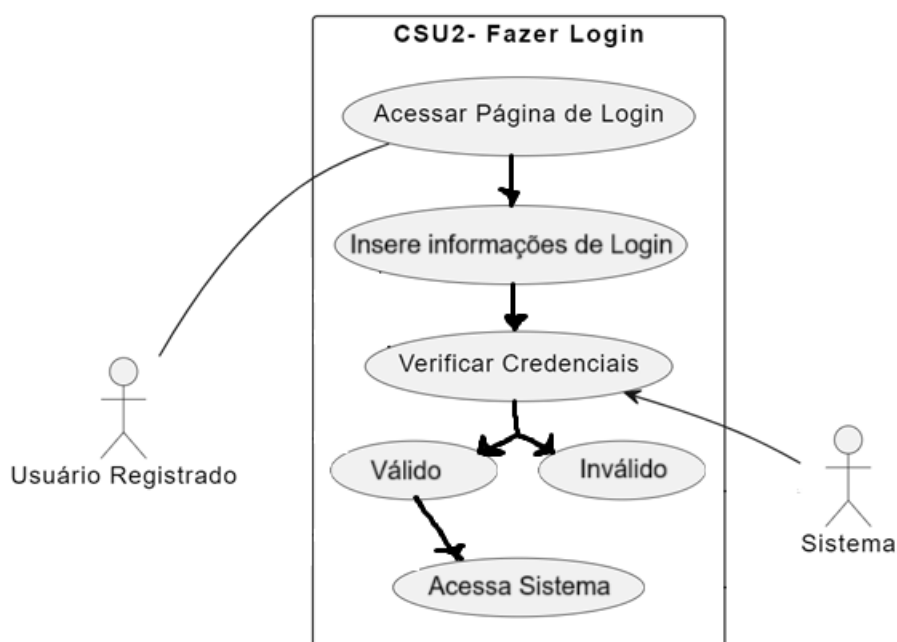 CSU2- Fazer Login
Acessar Página de Login
Insere informações de Login
Verificar Credenciais
Válido
Inválido
Usuário Registrado
Sistema
Acessa Sistema